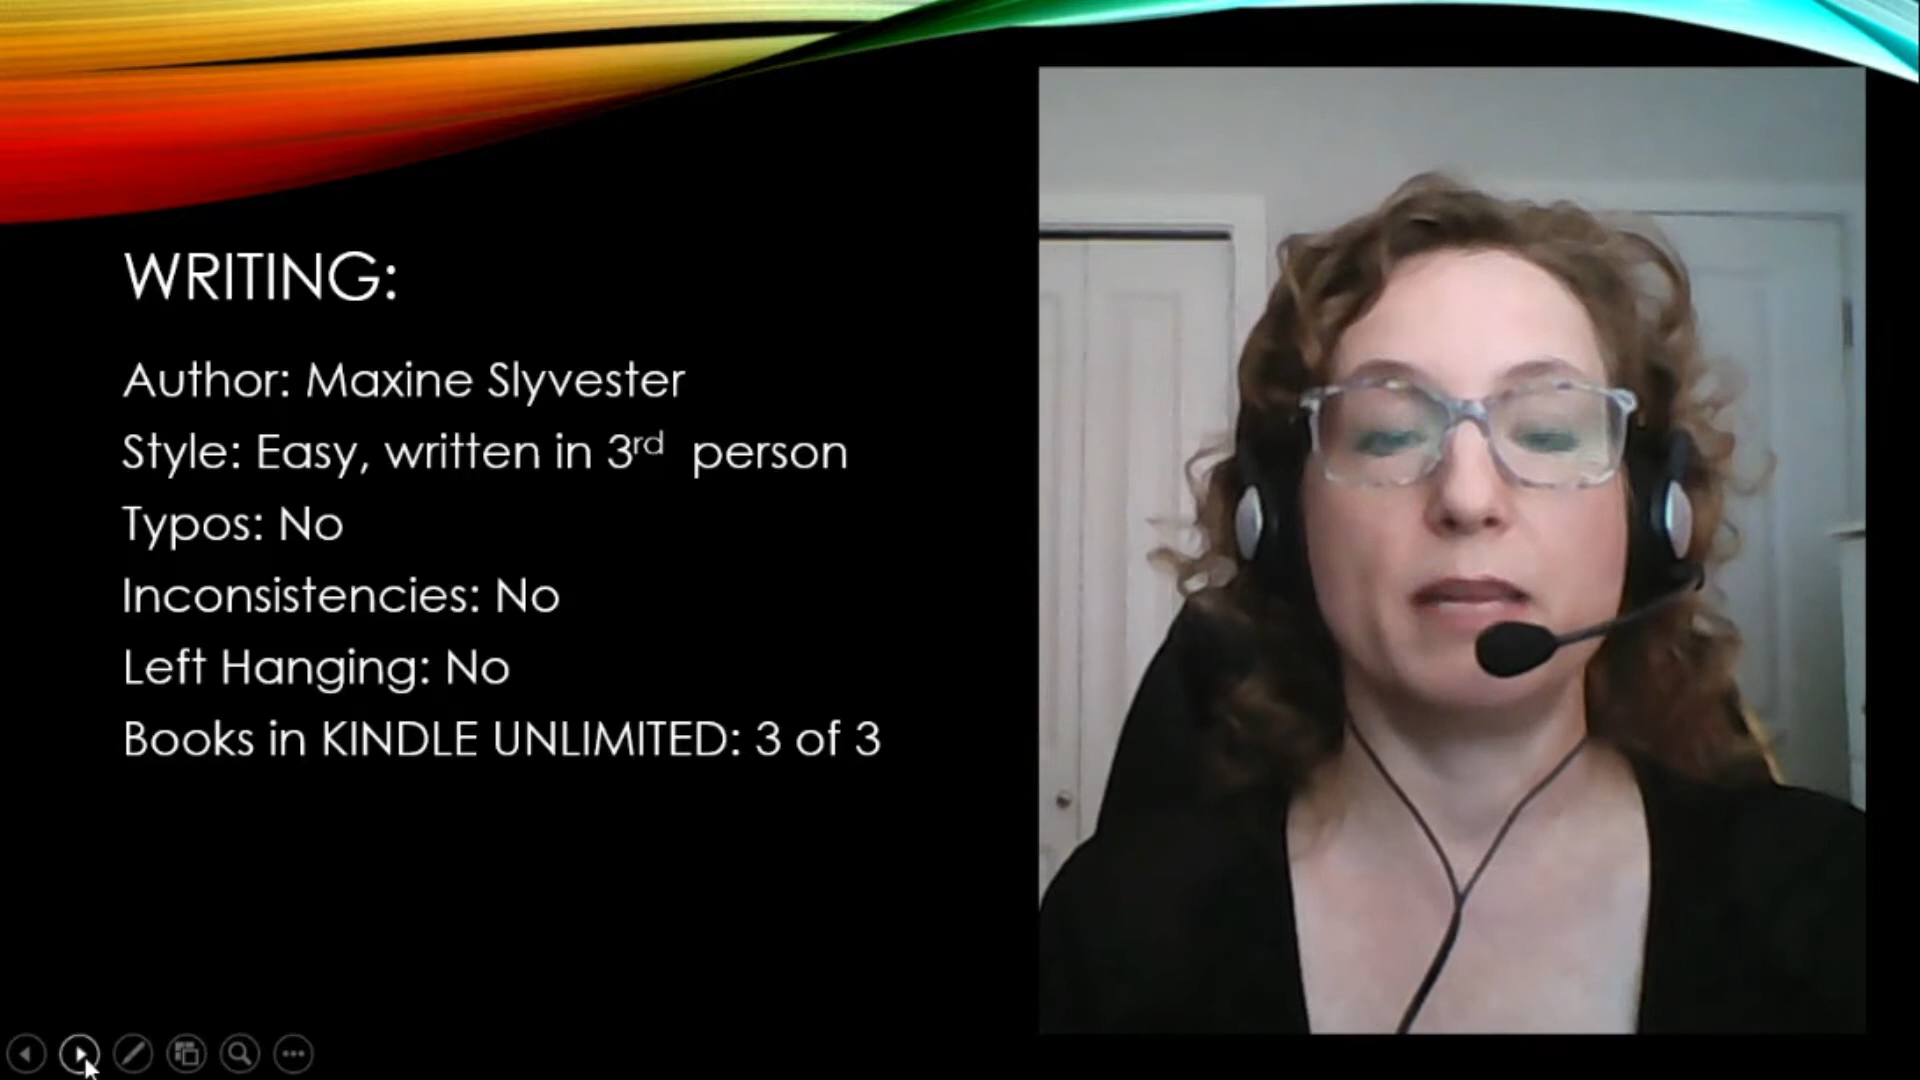 WRITING:
Author: Maxine Slyvester
Style: Easy, written in 3rd person
Typos: No
Inconsistencies: No
Left Hanging: No
Books in KINDLE UNLIMITED: 3 of 3